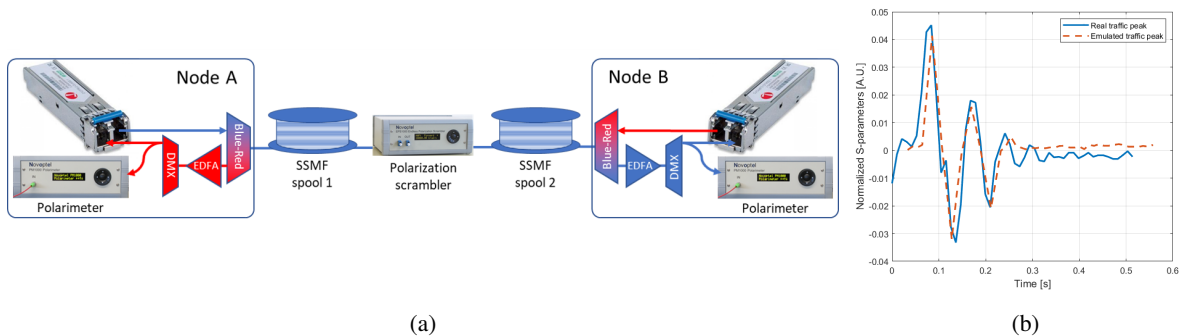 Node A
Blue-Red
EDFA
DMX
Novoptel
Polarimeter
SSMF
spool 1
Novoptel
Polarization
scrambler
SSMF
spool 2
Node B
Blue-Red
EDFA
DMX
Novoptel
Polarimeter
(a)
Real traffic peak
Emulated traffic peak
Normalized S-parameters [A.U.]
0.05
0.04
0.03
0.02
0.01
0
-0.01
-0.02
-0.03
-0.04
0
0.1
0.2
0.3
0.4
0.5
0.6
Time [s]
(b)